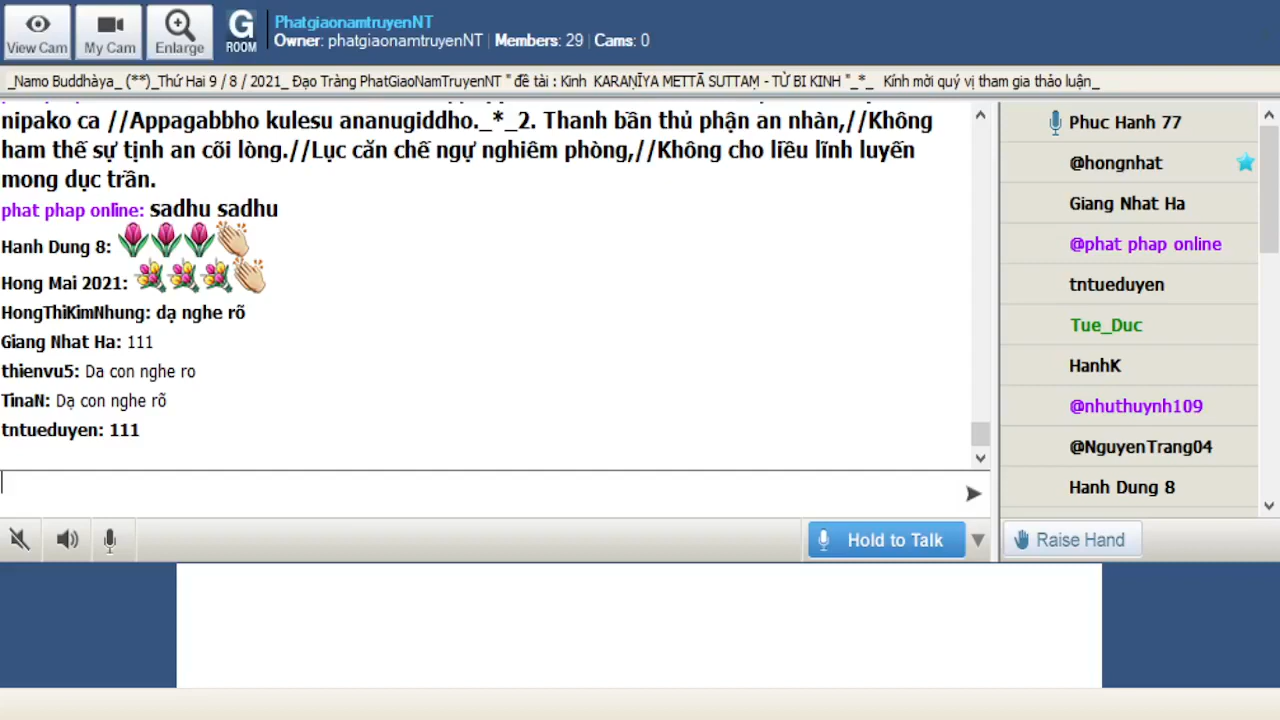 View Cam
My Cam
Enlarge
G
ROOM
PhatgiaonamtruyenNT
Owner: phatgiaonamtruyenNT | Members: 29 | Cams: 0
_Namo Buddhàya_ (**)_Thứ Hai 9 / 8 / 2021_ Đạo Tràng PhatGiaoNamTruyenNT " đề tài : Kinh KARAṆĪYA METTĀ SUTTAṂ - TỪ BI KINH "_*_ Kính mời quý vị tham gia thảo luận_
nipako ca //Appagabbho kulesu ananugiddho._*_2. Thanh bần thủ phận an nhàn,//Không
ham thế sự tịnh an cõi lòng.//Lục căn chế ngự nghiêm phòng,//Không cho liều lĩnh luyến
mong dục trần.
phat phap online: sadhu sadhu
Hanh Dung 8:
Hong Mai 2021:
HongThiKimNhung: dạ nghe rõ
Giang Nhat Ha: 111
thienvu5: Da con nghe ro
TinaN: Dạ con nghe rõ
tntueduyen: 111
Phuc Hanh 77
@hongnhat
Giang Nhat Ha
@phat phap online
tntueduyen
Tue_Duc
HanhK
@nhuthuynh109
@NguyenTrang04
Hanh Dung 8
Hold to Talk
Raise Hand